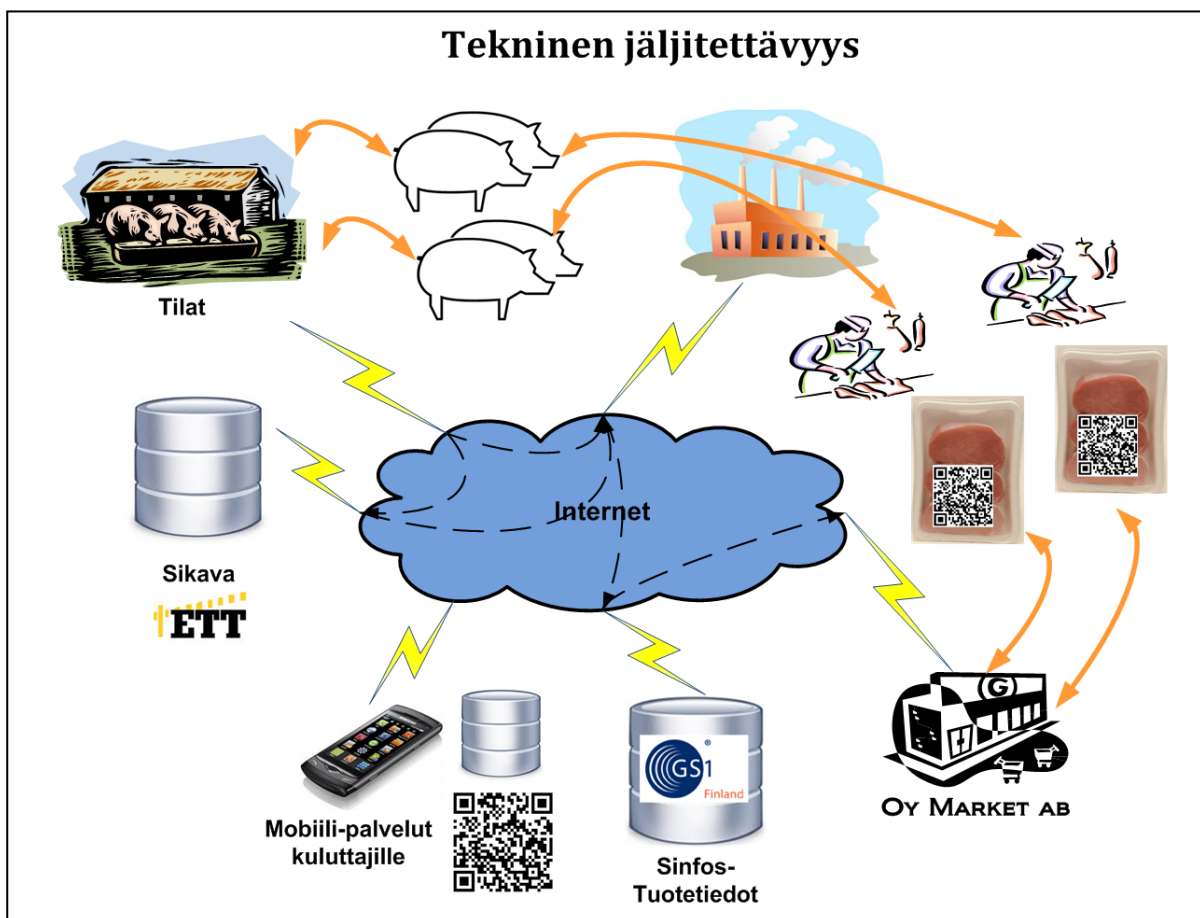 Tekninen jäljitettävyys
Tilat
Internet
Sikava
ETT
G
Mobiili-palvelut
kuluttajille
GS1
®
Finland
Sinfos-
Tuotetiedot
OY MARKET AB